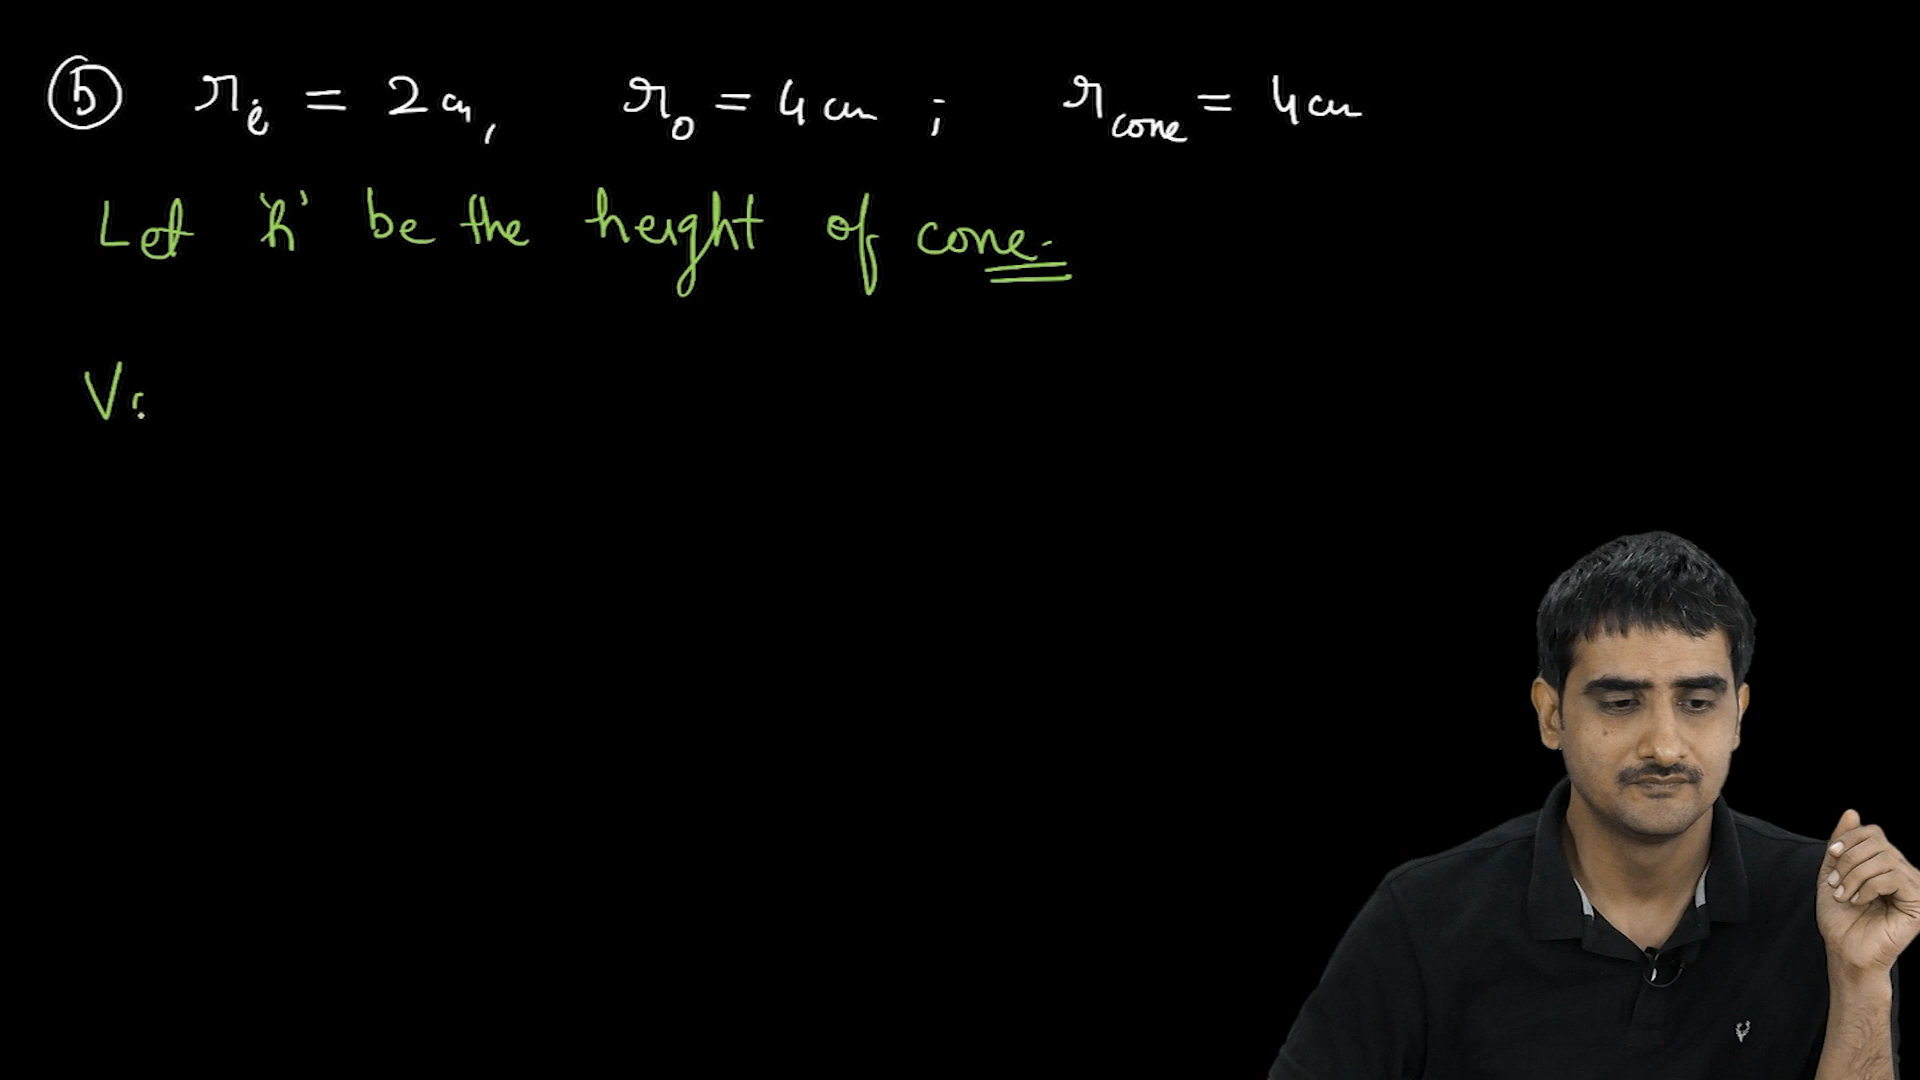 5 r_i = 2 cm, r_o = 4 cm ; r_cone = 4 cm
Let 'h' be the height of cone.
V